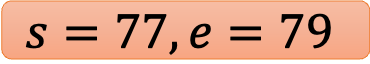 s = 77, e = 79